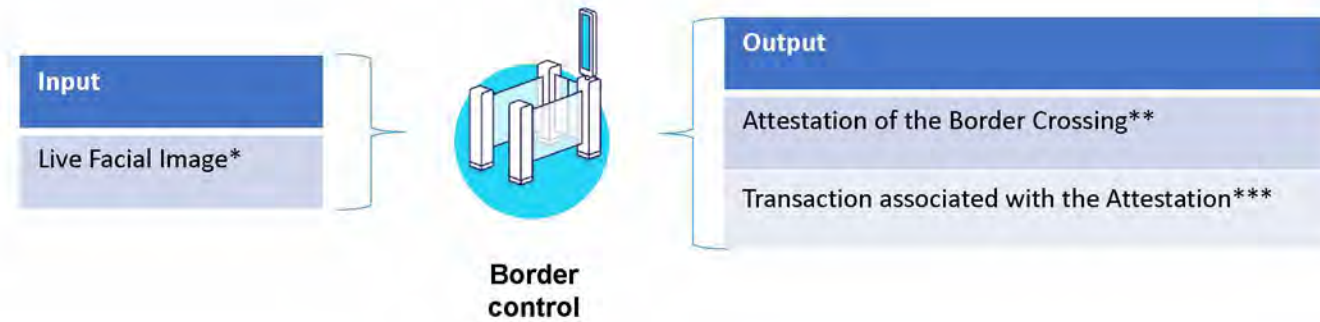 Input
Live Facial Image*
Border
control
Output
Attestation of the Border Crossing**
Transaction associated with the Attestation***